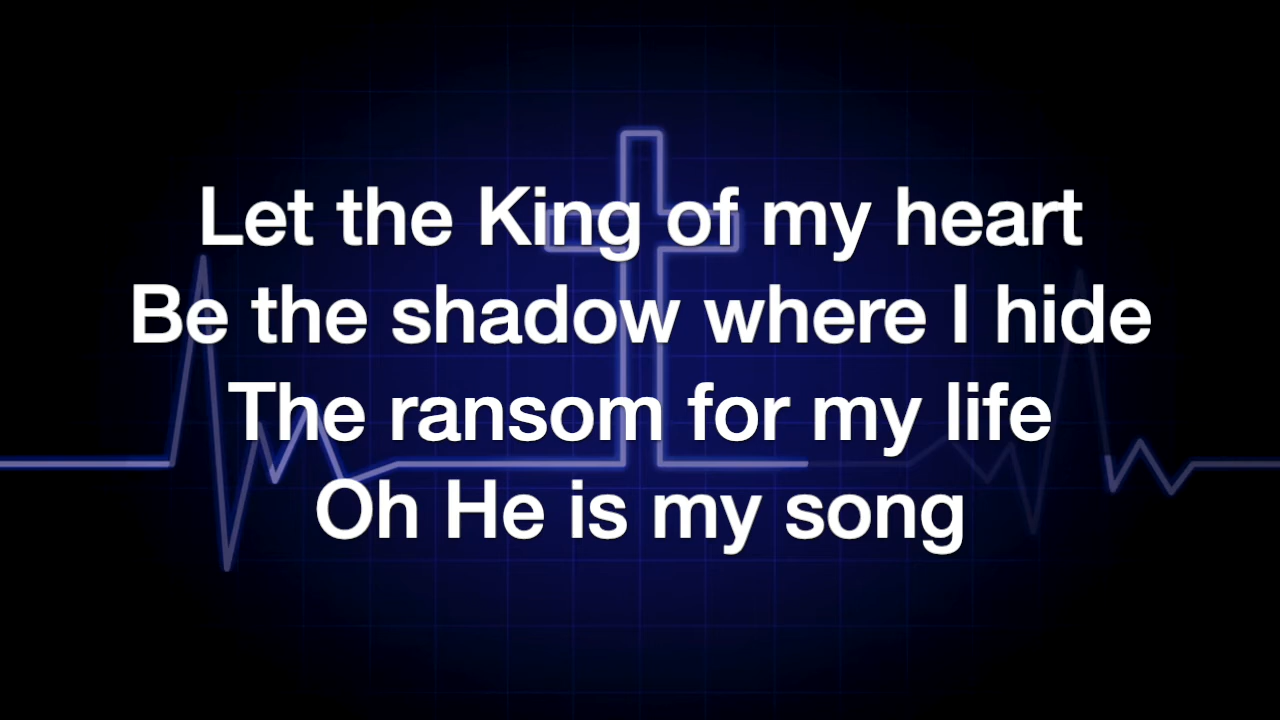 Let the King of my heart
Be the shadow where I hide
The ransom for my life
Oh He is my song